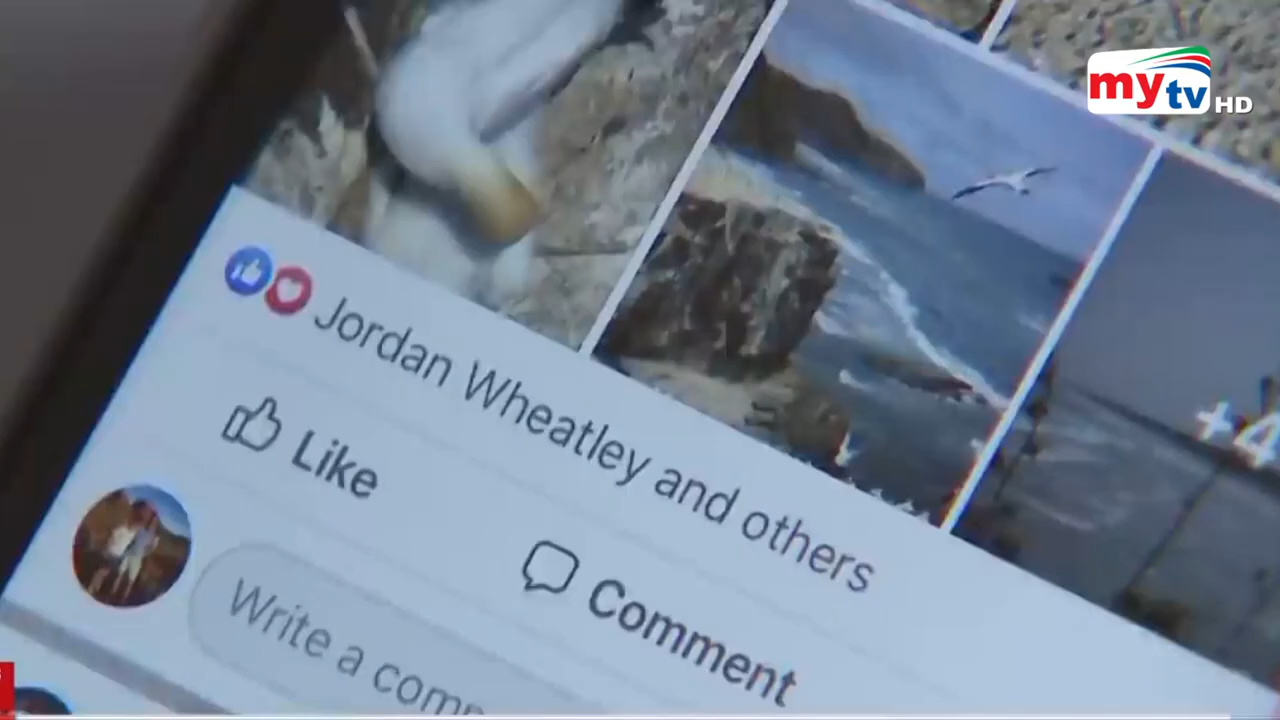 mytv HD
+4
Jordan Wheatley and others
Like
Comment
Write a com